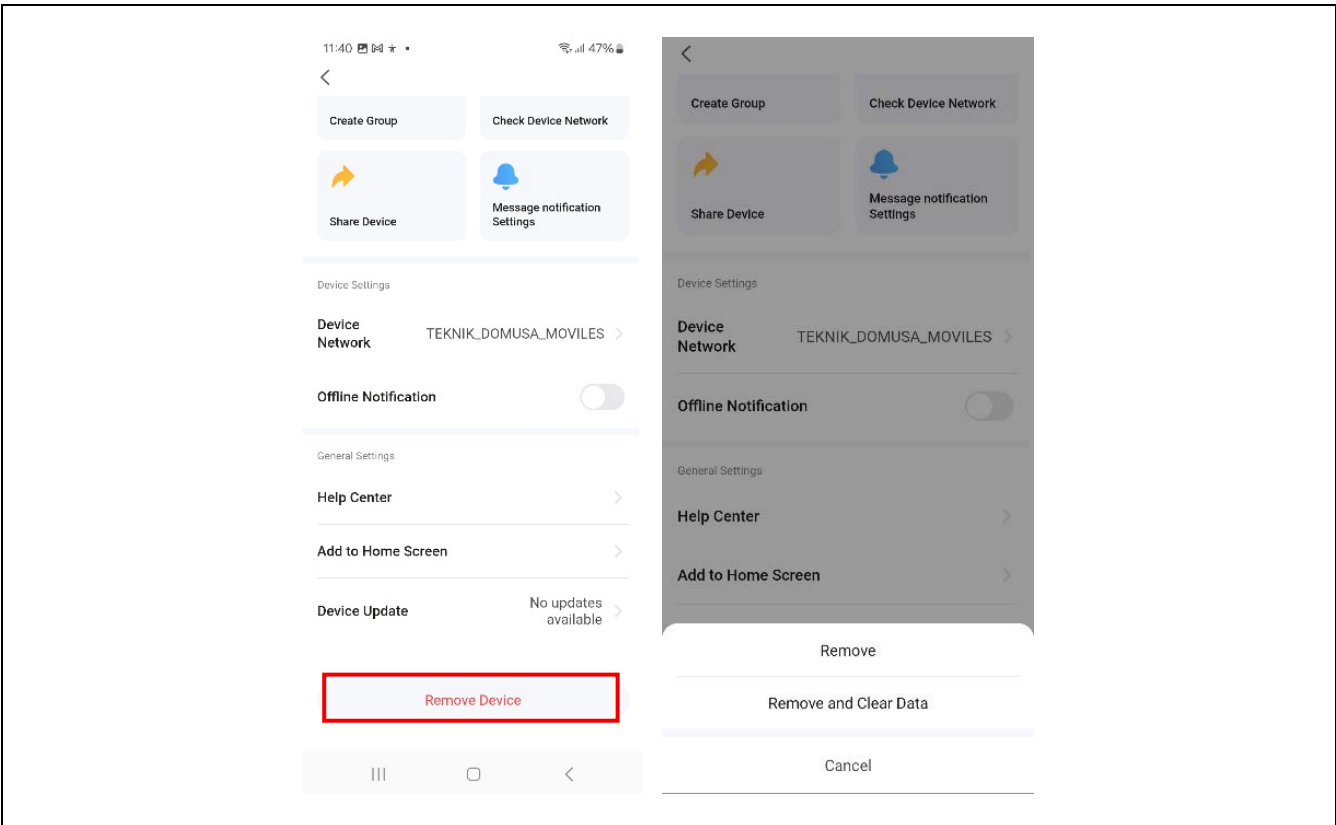 11:40
47%
Create Group
Check Device Network
Share Device
Message notification
Settings
Device Settings
Device
Network
TEKNIK_DOMUSA_MOVILES
Offline Notification
General Settings
Help Center
Add to Home Screen
Device Update
No updates
available
Remove Device
Create Group
Check Device Network
Share Device
Message notification
Settings
Device Settings
Device
Network
TEKNIK_DOMUSA_MOVILES
Offline Notification
General Settings
Help Center
Add to Home Screen
Remove
Remove and Clear Data
Cancel